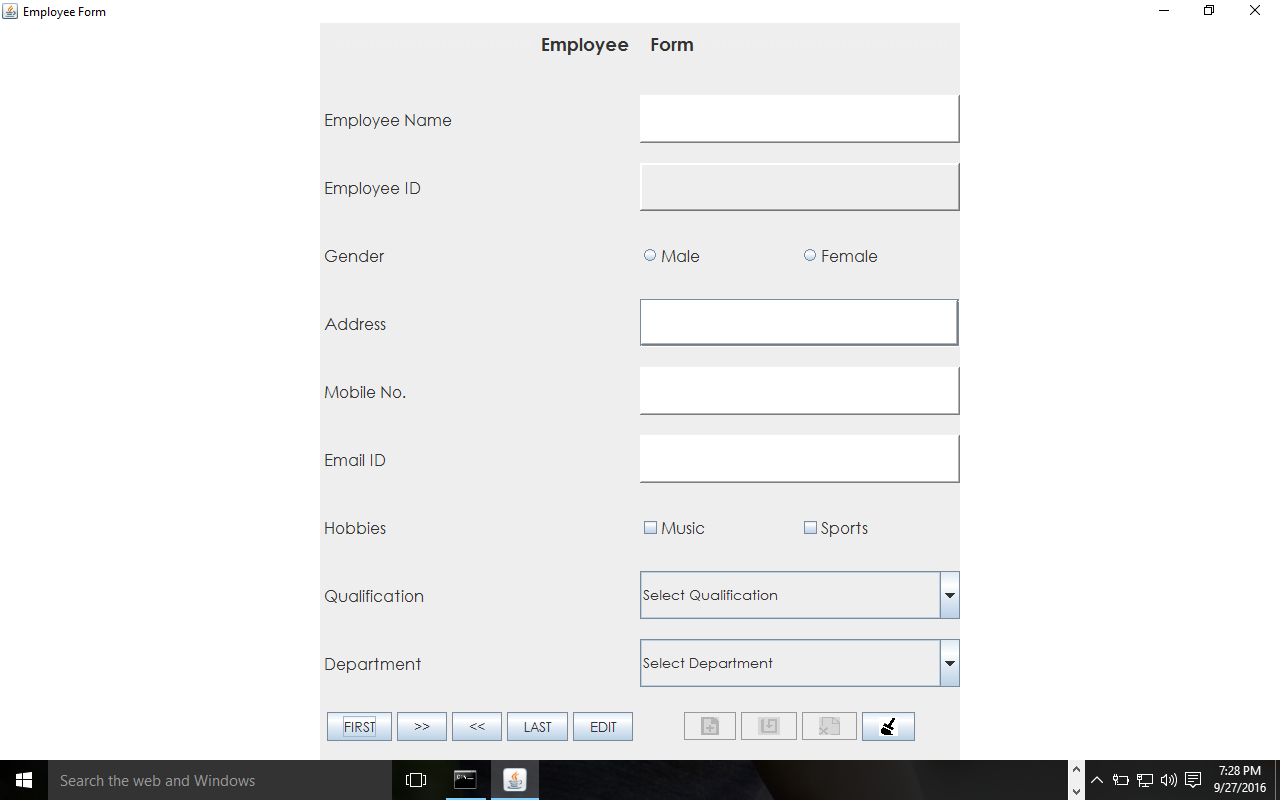 Employee Form
Employee Form
Employee Name
Employee ID
Gender Male Female
Address
Mobile No.
Email ID
Hobbies Music Sports
Qualification Select Qualification
Department Select Department
FIRST >> << LAST EDIT
Search the web and Windows
7:28 PM
9/27/2016